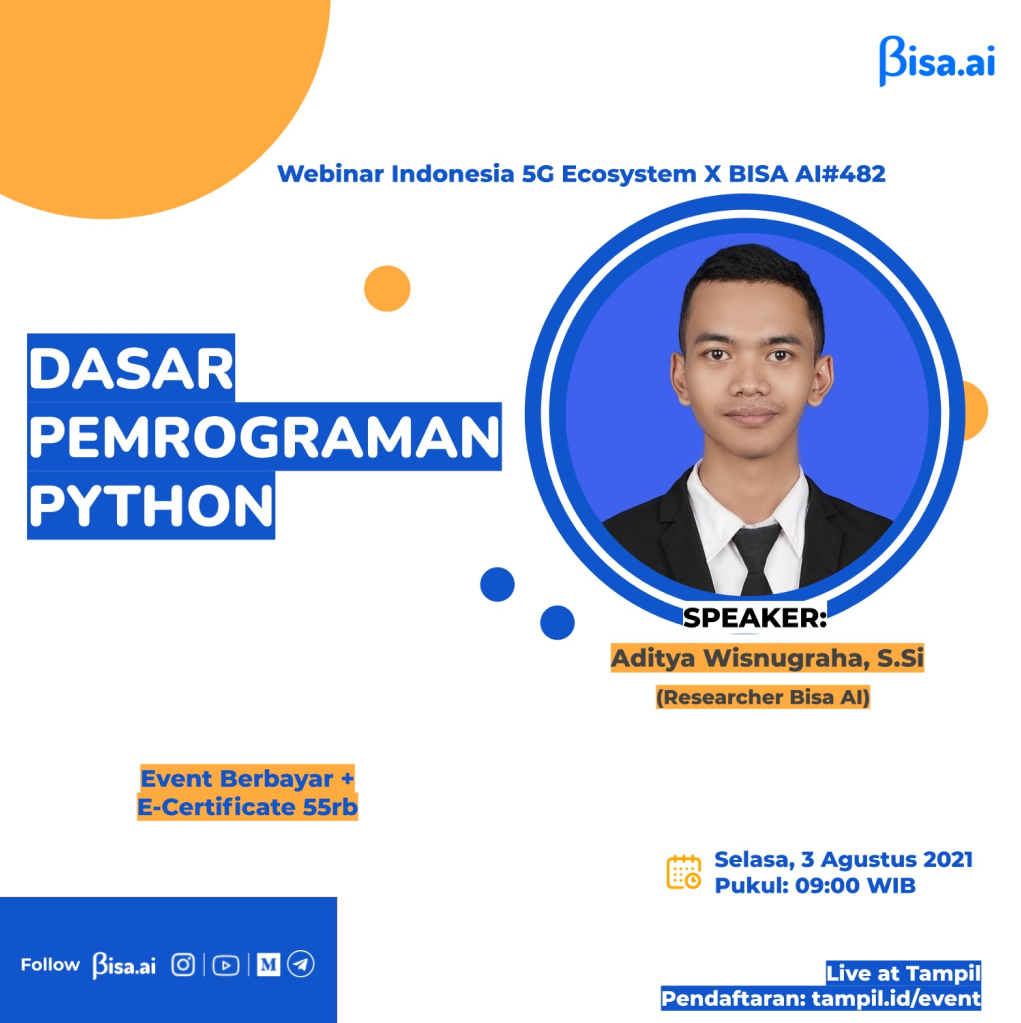 βisa.ai
Webinar Indonesia 5G Ecosystem X BISA AI#482
DASAR
PEMROGRAMAN
PYTHON
SPEAKER:
Aditya Wisnugraha, S.Si
(Researcher Bisa AI)
Event Berbayar +
E-Certificate 55rb
Selasa, 3 Agustus 2021
Pukul: 09:00 WIB
Follow βisa.ai M
Live at Tampil
Pendaftaran: tampil.id/event